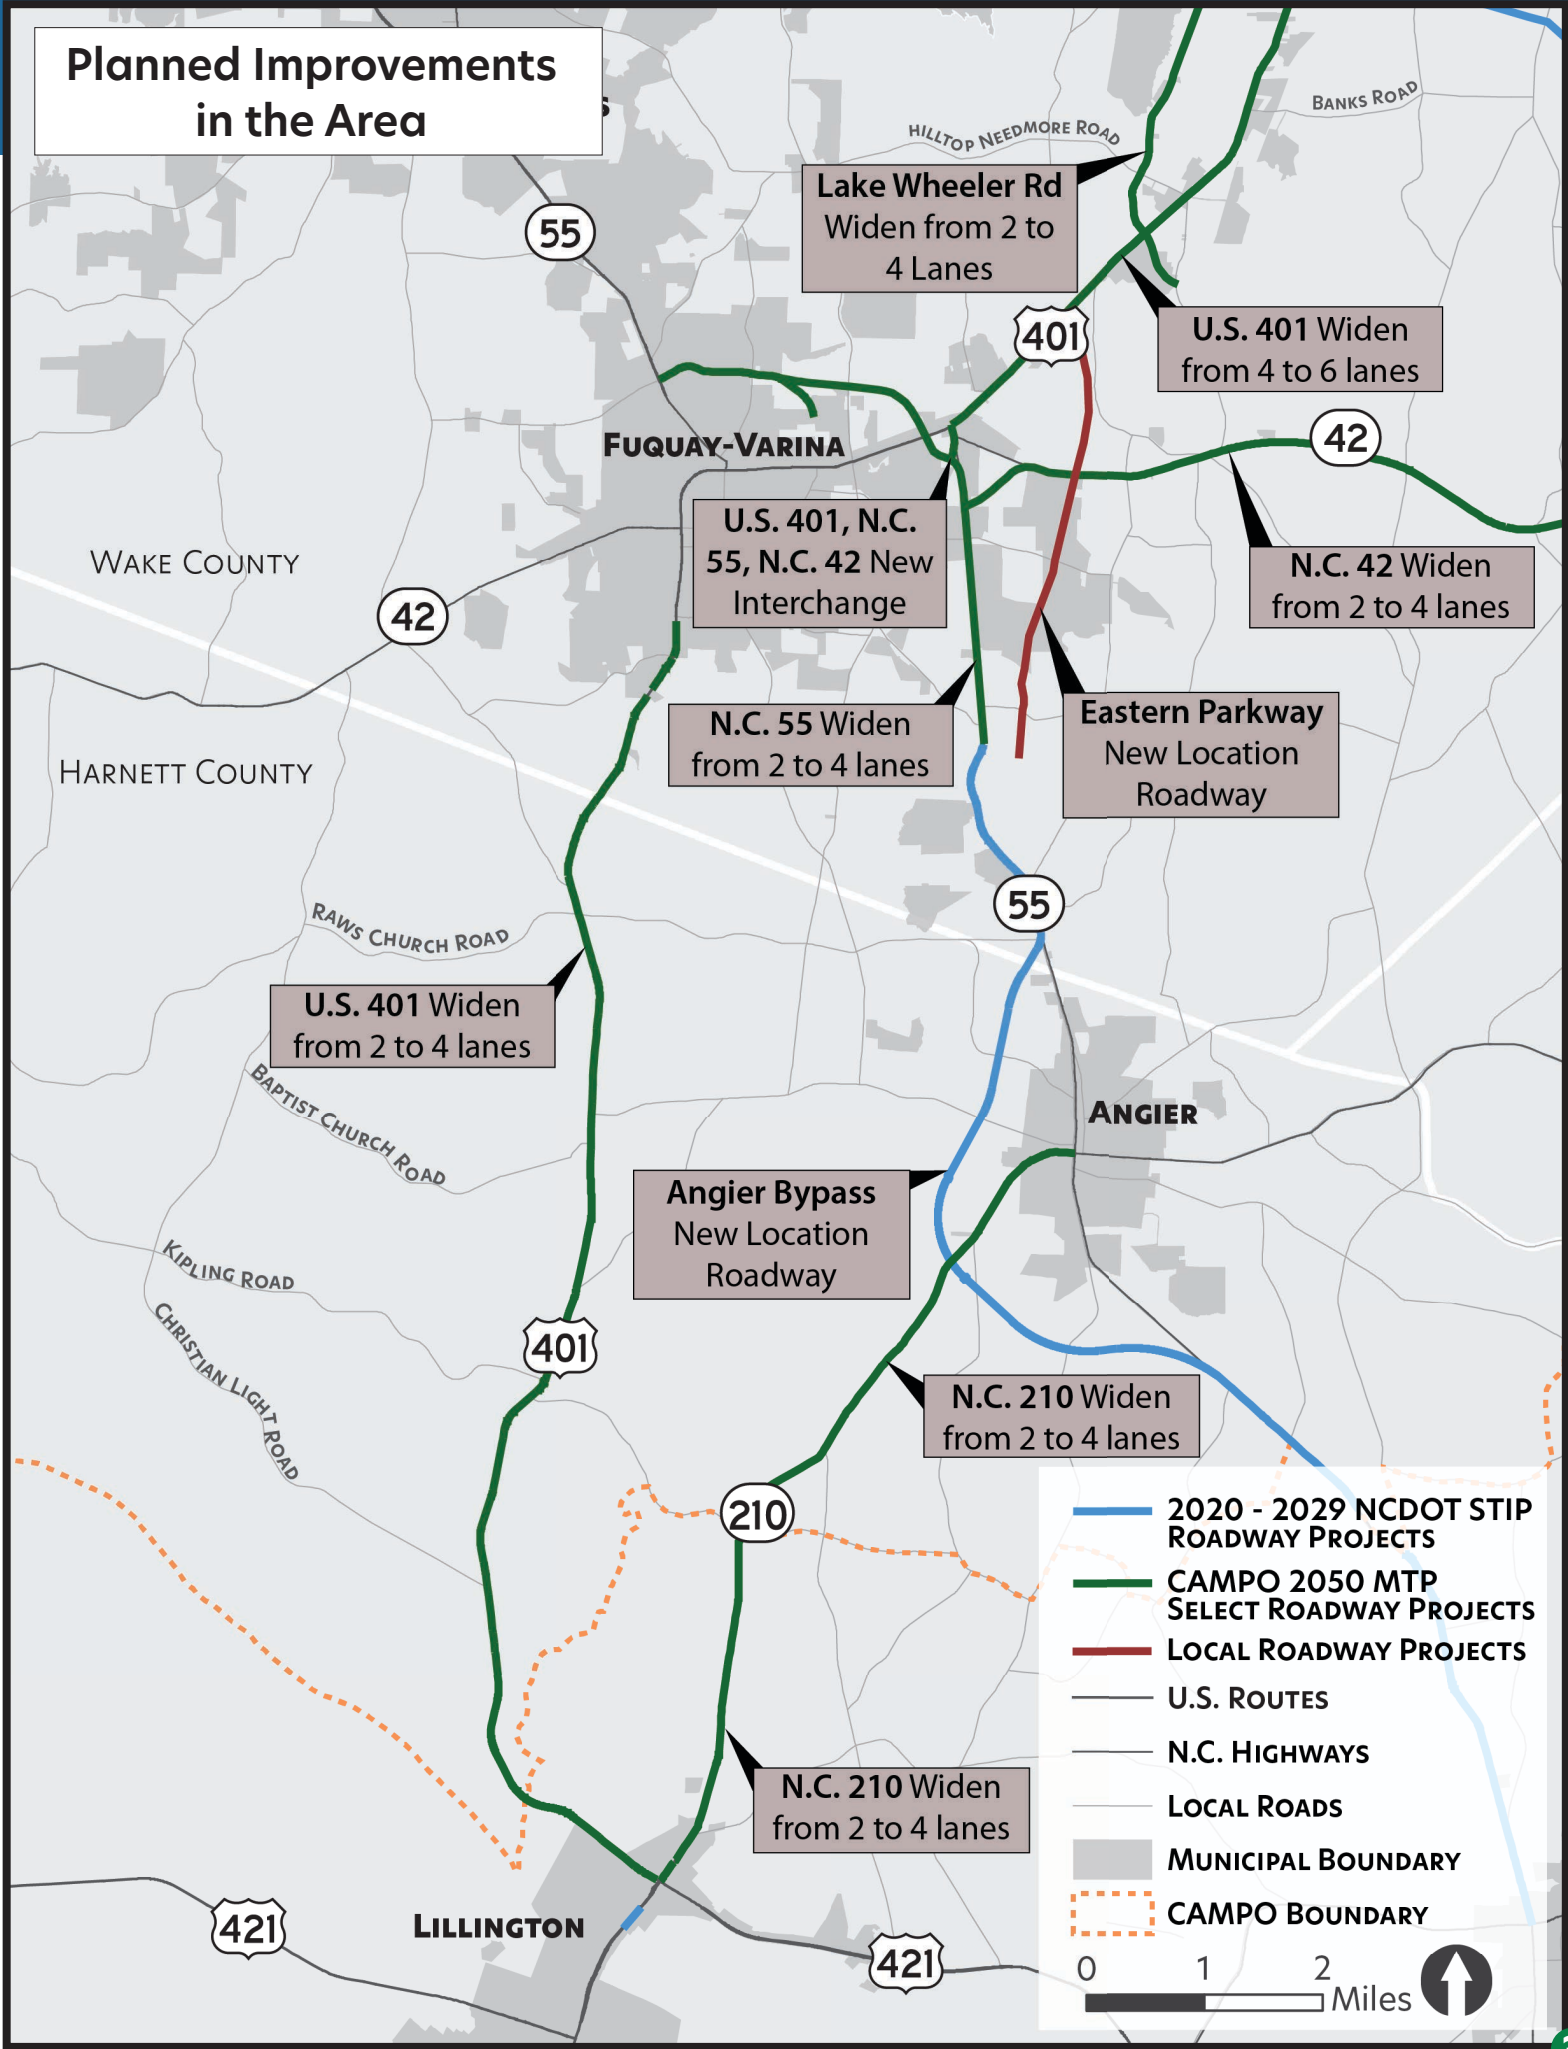 Planned Improvements
in the Area
s
BANKS ROAD
HILLTOP NEEDMORE ROAD
Lake Wheeler Rd
Widen from 2 to
4 Lanes
55
401
U.S. 401 Widen
from 4 to 6 lanes
42
FUQUAY-VARINA
U.S. 401, N.C.
55, N.C. 42 New
Interchange
N.C. 42 Widen
from 2 to 4 lanes
WAKE COUNTY
42
N.C. 55 Widen
from 2 to 4 lanes
Eastern Parkway
New Location
Roadway
HARNETT COUNTY
55
RAWS CHURCH ROAD
U.S. 401 Widen
from 2 to 4 lanes
BAPTIST CHURCH ROAD
ANGIER
Angier Bypass
New Location
Roadway
KIPLING ROAD
CHRISTIAN LIGHT ROAD
401
N.C. 210 Widen
from 2 to 4 lanes
210
N.C. 210 Widen
from 2 to 4 lanes
LILLINGTON
421
421
2020 - 2029 NCDOT STIP
ROADWAY PROJECTS
CAMPO 2050 MTP
SELECT ROADWAY PROJECTS
LOCAL ROADWAY PROJECTS
U.S. ROUTES
N.C. HIGHWAYS
LOCAL ROADS
MUNICIPAL BOUNDARY
CAMPO BOUNDARY
0 1 2
Miles